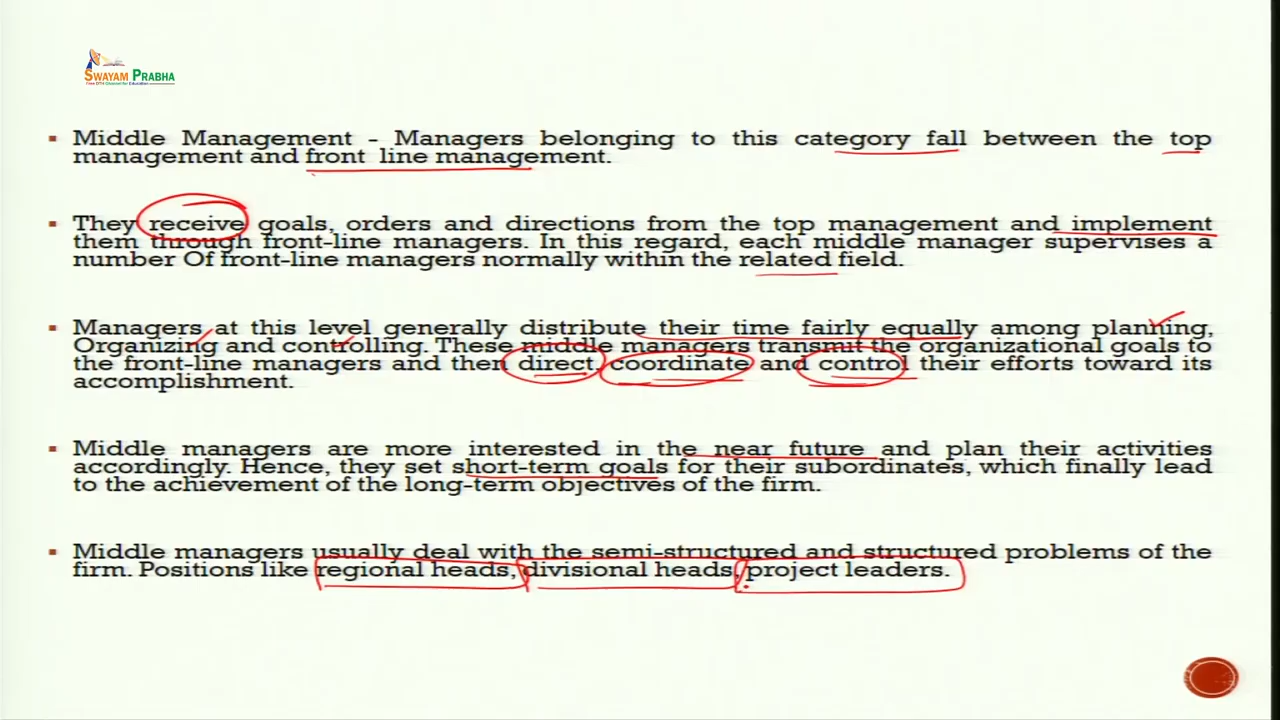 SWAYAM PRABHA
Middle Management - Managers belonging to this category fall between the top
management and front line management.
They receive goals, orders and directions from the top management and implement
them through front-line managers. In this regard, each middle manager supervises a
number Of front-line managers normally within the related field.
Managers at this level generally distribute their time fairly equally among planning,
Organizing and controlling. These middle managers transmit the organizational goals to
the front-line managers and then direct, coordinate and control their efforts toward its
accomplishment.
Middle managers are more interested in the near future and plan their activities
accordingly. Hence, they set short-term goals for their subordinates, which finally lead
to the achievement of the long-term objectives of the firm.
Middle managers usually deal with the semi-structured and structured problems of the
firm. Positions like regional heads, divisional heads, project leaders.